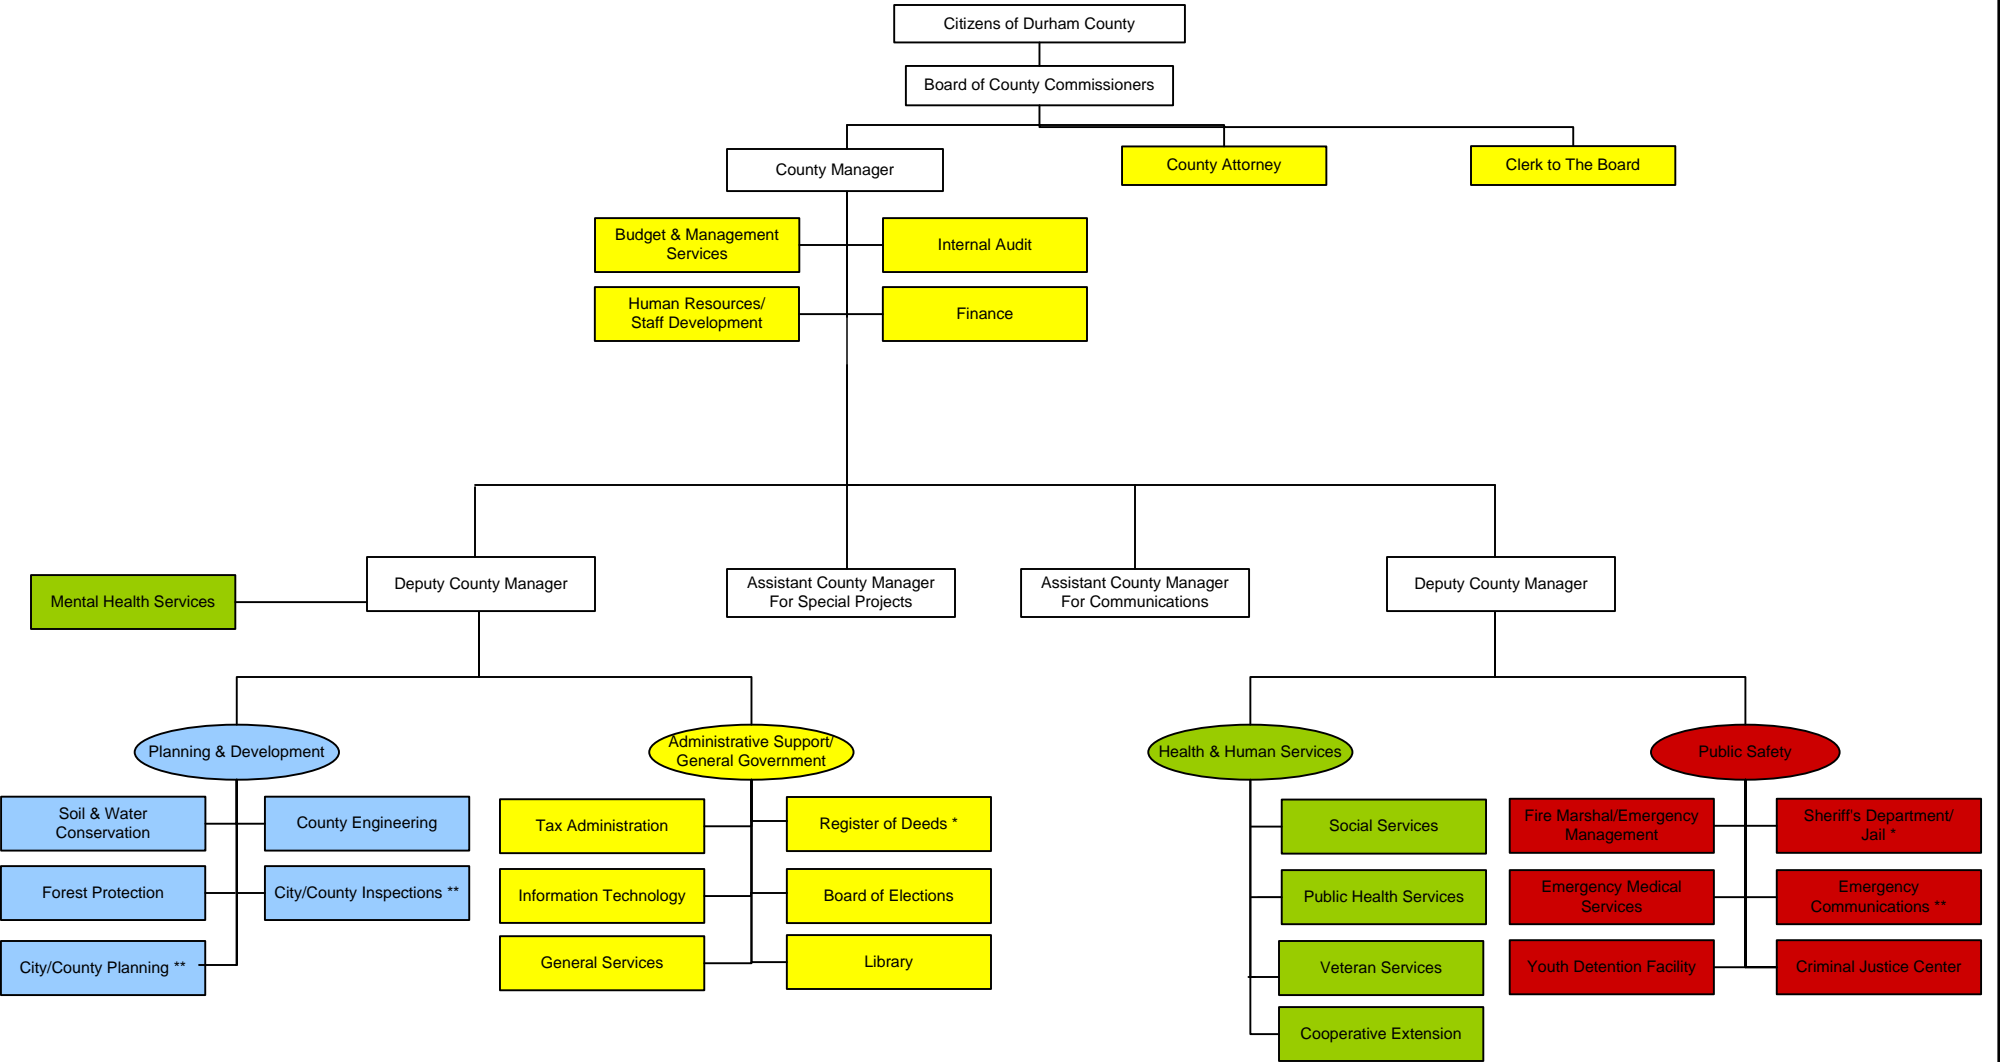 Citizens of Durham County
Board of County Commissioners
County Manager
County Attorney
Clerk to The Board
Budget & Management
Services
Internal Audit
Human Resources/
Staff Development
Finance
Mental Health Services
Deputy County Manager
Assistant County Manager
For Special Projects
Assistant County Manager
For Communications
Deputy County Manager
Planning & Development
Administrative Support/
General Government
Health & Human Services
Public Safety
Soil & Water
Conservation
County Engineering
Forest Protection
City/County Inspections **
City/County Planning **
Tax Administration
Register of Deeds *
Information Technology
Board of Elections
General Services
Library
Social Services
Public Health Services
Veteran Services
Cooperative Extension
Fire Marshal/Emergency
Management
Sheriff's Department/
Jail *
Emergency Medical
Services
Emergency
Communications **
Youth Detention Facility
Criminal Justice Center